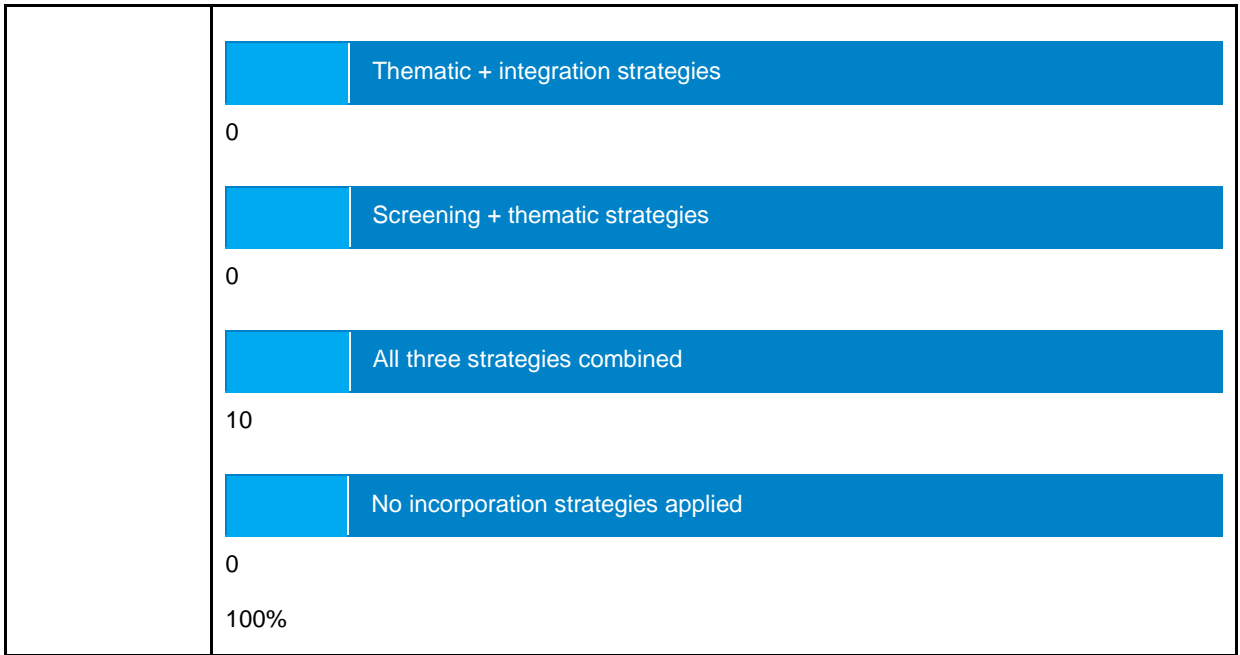 Thematic + integration strategies
0
Screening + thematic strategies
0
All three strategies combined
10
No incorporation strategies applied
0
100%